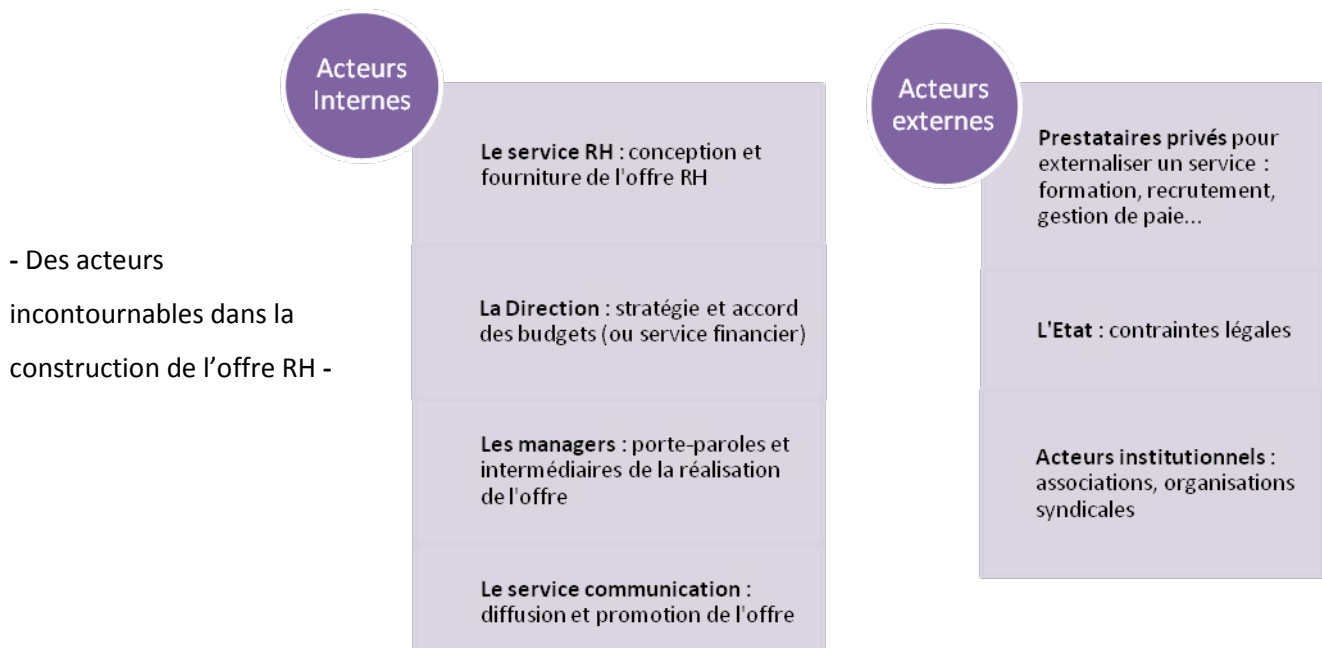 - Des acteurs
incontournables dans la
construction de l’offre RH -
Acteurs
Internes
Le service RH : conception et
fourniture de l'offre RH
La Direction : stratégie et accord
des budgets (ou service financier)
Les managers : porte-paroles et
intermédiaires de la réalisation
de l'offre
Le service communication :
diffusion et promotion de l'offre
Acteurs
externes
Prestataires privés pour
externaliser un service :
formation, recrutement,
gestion de paie...
L'Etat : contraintes légales
Acteurs institutionnels :
associations, organisations
syndicales